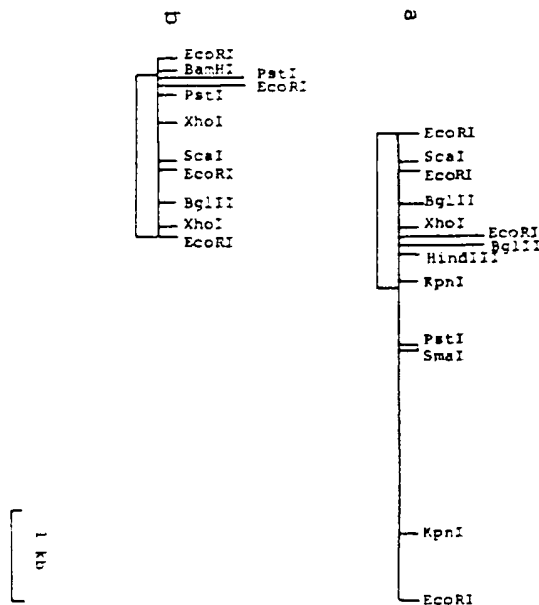 b
EcoRI
BamHI
PstI
EcoRI
PstI
XhoI
ScaI
EcoRI
BglII
XhoI
EcoRI
a
EcoRI
ScaI
EcoRI
BglII
XhoI
EcoRI
BglII
HindIII
KpnI
PstI
SmaI
KpnI
EcoRI
1 kb